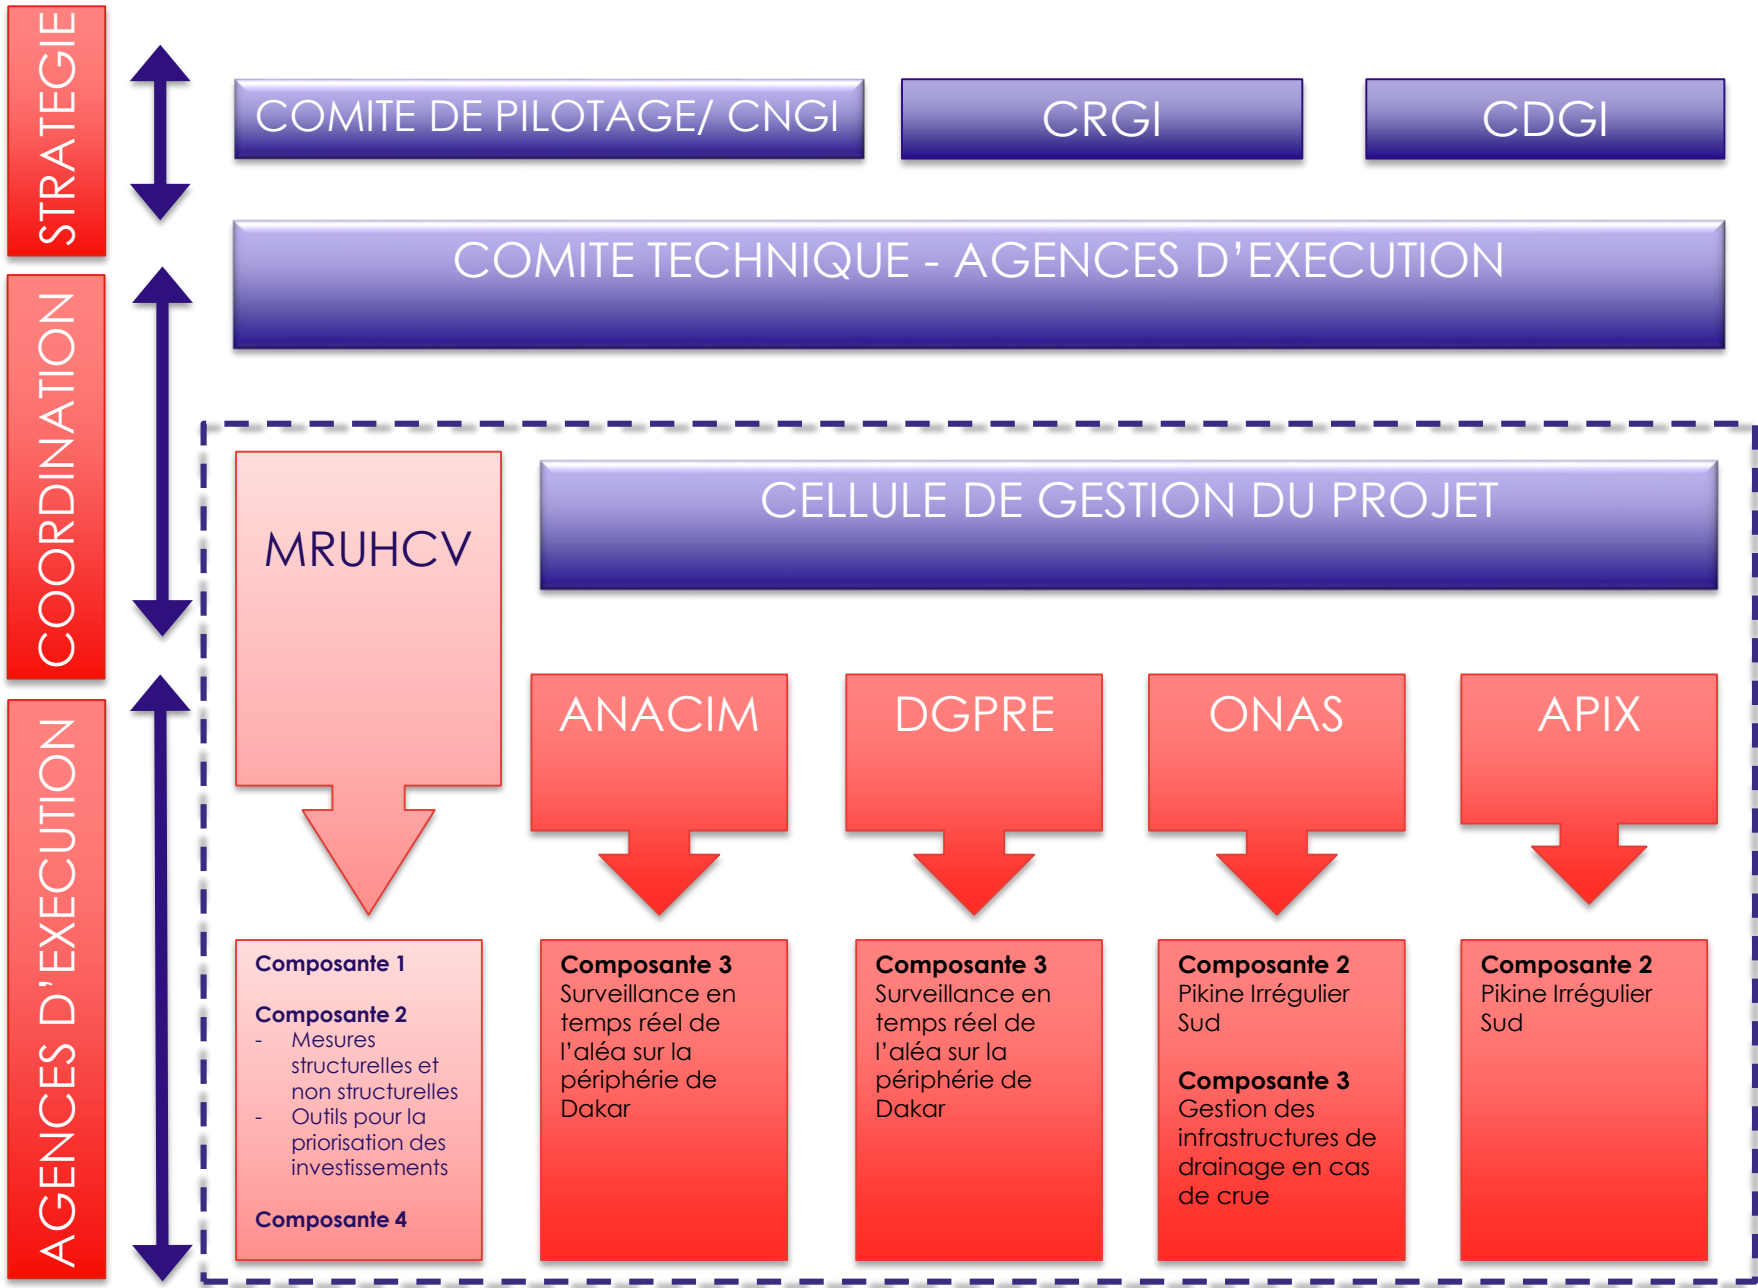 STRATEGIE
COMITE DE PILOTAGE/ CNGI
CRGI
CDGI
COMITE TECHNIQUE - AGENCES D’EXECUTION
COORDINATION
MRUHCV
CELLULE DE GESTION DU PROJET
AGENCES D’EXECUTION
ANACIM
DGPRE
ONAS
APIX
Composante 1
Composante 2
- Mesures
structurelles et
non structurelles
- Outils pour la
priorisation des
investissements
Composante 4
Composante 3
Surveillance en
temps réel de
l’aléa sur la
périphérie de
Dakar
Composante 3
Surveillance en
temps réel de
l’aléa sur la
périphérie de
Dakar
Composante 2
Pikine Irrégulier
Sud
Composante 3
Gestion des
infrastructures de
drainage en cas
de crue
Composante 2
Pikine Irrégulier
Sud